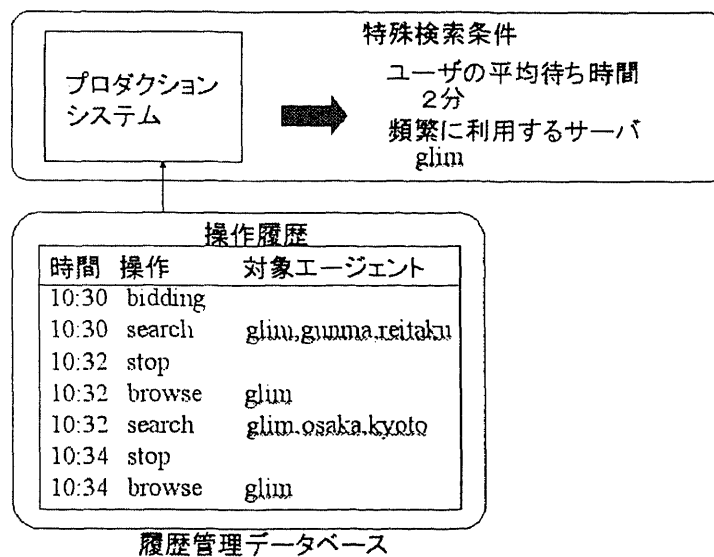 特殊検索条件
プロダクション
システム
ユーザの平均待ち時間
2分
頻繁に利用するサーバ
glim
操作履歴
時間 操作 対象エージェント
10:30 bidding
10:30 search glim,gunma,reitaku
10:32 stop
10:32 browse glim
10:32 search glim,osaka,kyoto
10:34 stop
10:34 browse glim
履歴管理データベース